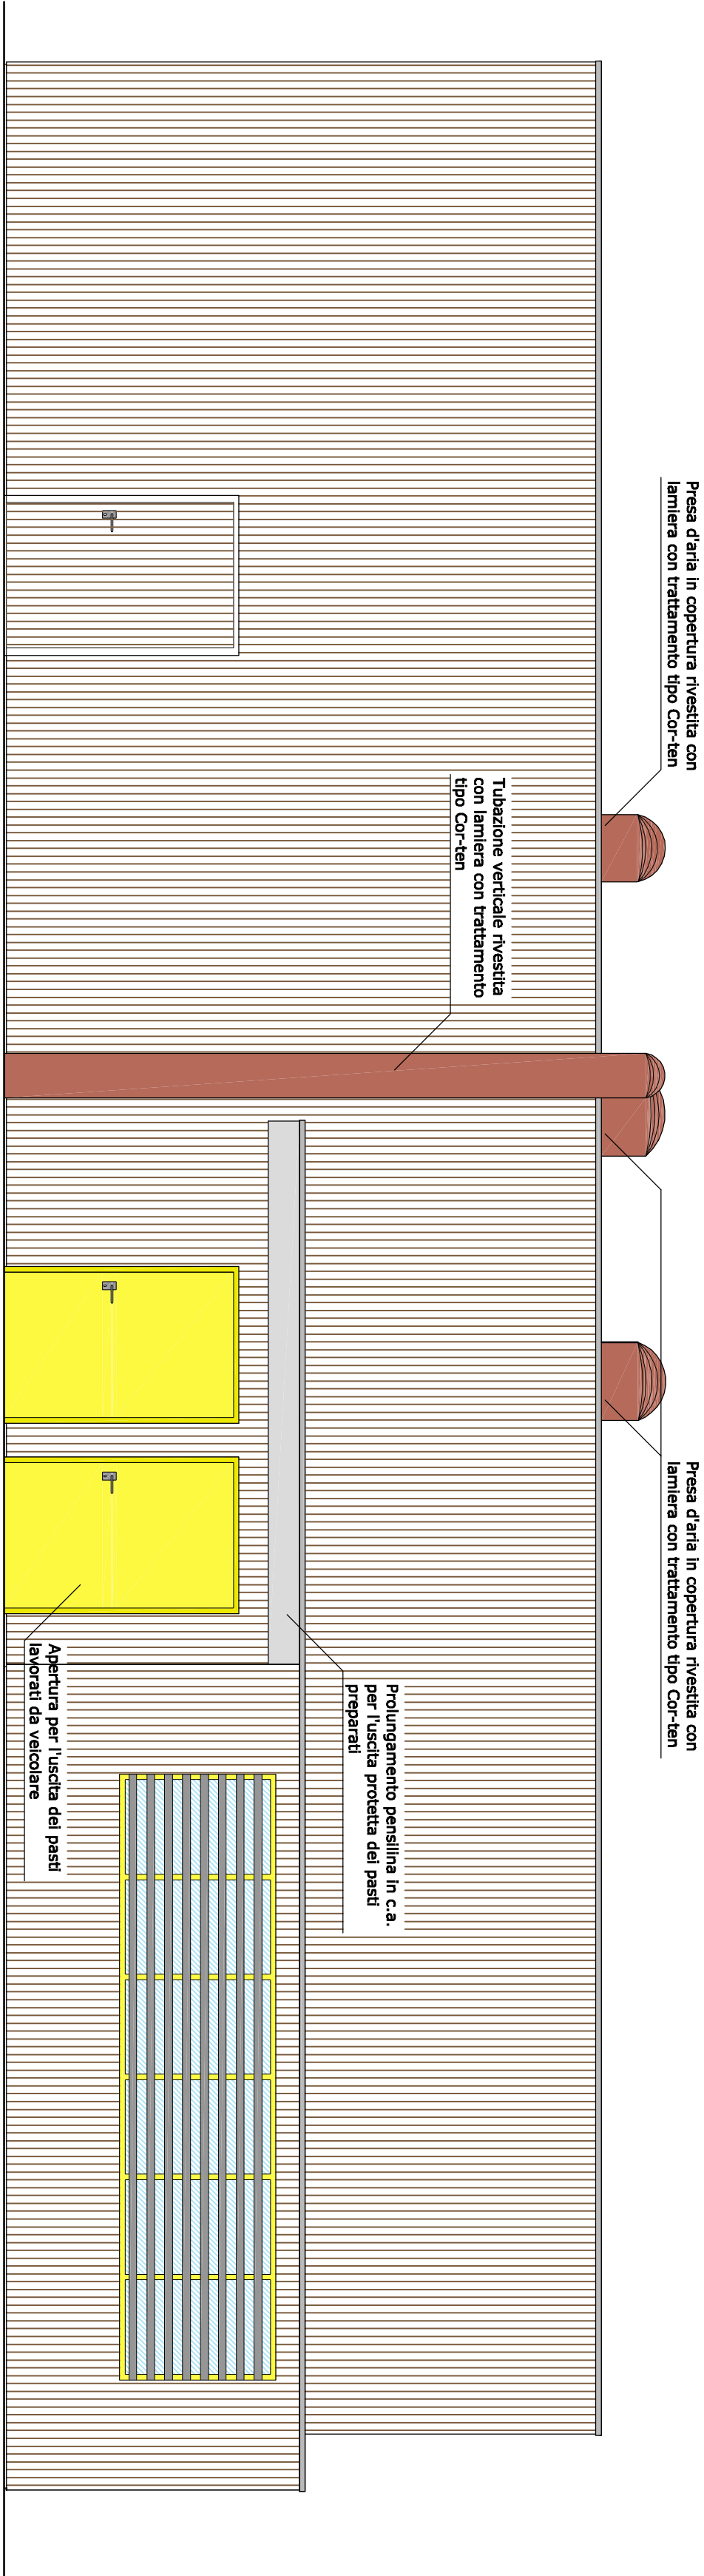 Presa d'aria in copertura rivestita con
lamiera con trattamento tipo Cor-ten
Presa d'aria in copertura rivestita con
lamiera con trattamento tipo Cor-ten
Tubazione verticale rivestita
con lamiera con trattamento
tipo Cor-ten
Prolungamento pensilina in c.a.
per l'uscita protetta dei pasti
preparati
Apertura per l'uscita dei pasti
lavorati da veicolare